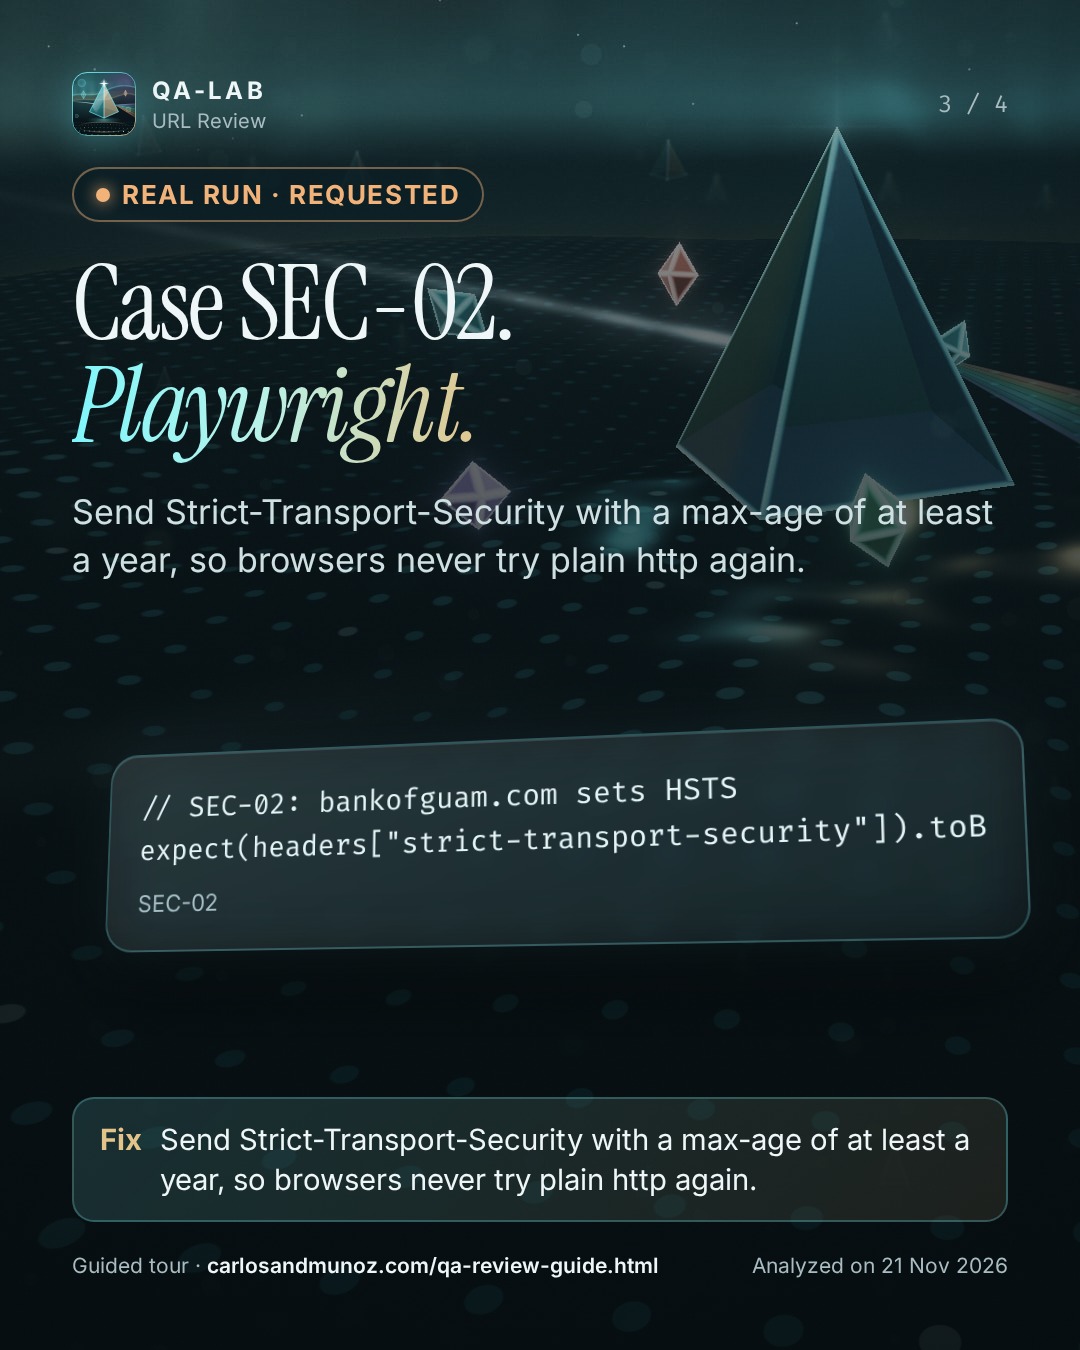 QA-LAB
URL Review
3 / 4
REAL RUN · REQUESTED
Case SEC-02.
Playwright.
Send Strict-Transport-Security with a max-age of at least
a year, so browsers never try plain http again.
// SEC-02: bankofguam.com sets HSTS
expect(headers["strict-transport-security"]).toB
SEC-02
Fix Send Strict-Transport-Security with a max-age of at least a
year, so browsers never try plain http again.
Guided tour · carlosandmunoz.com/qa-review-guide.html
Analyzed on 21 Nov 2026